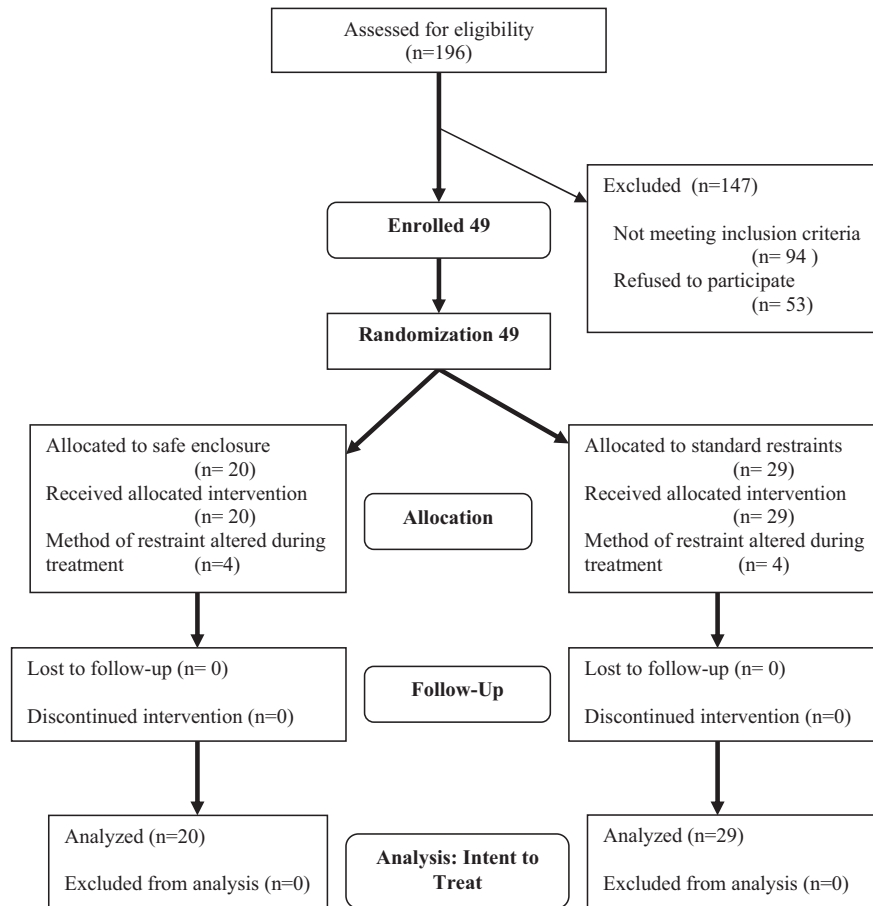 Assessed for eligibility
(n=196)
Excluded (n=147)
Not meeting inclusion criteria
(n= 94 )
Refused to participate
(n= 53)
Enrolled 49
Randomization 49
Allocated to safe enclosure
(n= 20)
Received allocated intervention
(n= 20)
Method of restraint altered during
treatment (n=4)
Allocation
Allocated to standard restraints
(n= 29)
Received allocated intervention
(n= 29)
Method of restraint altered during
treatment (n= 4)
Lost to follow-up (n= 0)
Discontinued intervention (n=0)
Follow-Up
Lost to follow-up (n= 0)
Discontinued intervention (n=0)
Analyzed (n=20)
Excluded from analysis (n=0)
Analysis: Intent to
Treat
Analyzed (n=29)
Excluded from analysis (n=0)